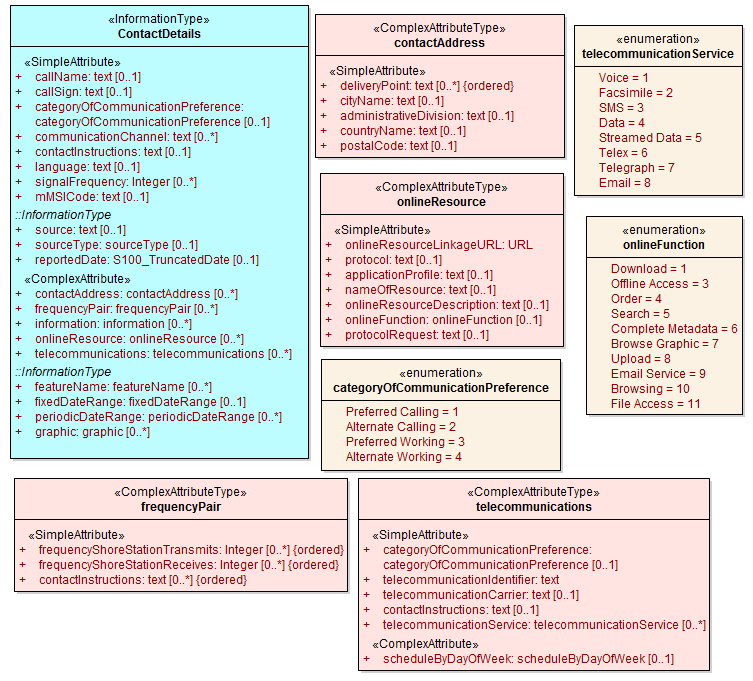 «InformationType»
ContactDetails
«SimpleAttribute»
+ callName: text [0..1]
+ callSign: text [0..1]
+ categoryOfCommunicationPreference:
categoryOfCommunicationPreference [0..1]
+ communicationChannel: text [0..*]
+ contactInstructions: text [0..1]
+ language: text [0..1]
+ signalFrequency: Integer [0..*]
+ mMSICode: text [0..1]
::InformationType
+ source: text [0..1]
+ sourceType: sourceType [0..1]
+ reportedDate: S100_TruncatedDate [0..1]
«ComplexAttribute»
+ contactAddress: contactAddress [0..*]
+ frequencyPair: frequencyPair [0..*]
+ information: information [0..*]
+ onlineResource: onlineResource [0..*]
+ telecommunications: telecommunications [0..*]
::InformationType
+ featureName: featureName [0..*]
+ fixedDateRange: fixedDateRange [0..1]
+ periodicDateRange: periodicDateRange [0..*]
+ graphic: graphic [0..*]
«ComplexAttributeType»
contactAddress
«SimpleAttribute»
+ deliveryPoint: text [0..*] {ordered}
+ cityName: text [0..1]
+ administrativeDivision: text [0..1]
+ countryName: text [0..1]
+ postalCode: text [0..1]
«enumeration»
telecommunicationService
Voice = 1
Facsimile = 2
SMS = 3
Data = 4
Streamed Data = 5
Telex = 6
Telegraph = 7
Email = 8
«ComplexAttributeType»
onlineResource
«SimpleAttribute»
+ onlineResourceLinkageURL: URL
+ protocol: text [0..1]
+ applicationProfile: text [0..1]
+ nameOfResource: text [0..1]
+ onlineResourceDescription: text [0..1]
+ onlineFunction: onlineFunction [0..1]
+ protocolRequest: text [0..1]
«enumeration»
onlineFunction
Download = 1
Offline Access = 3
Order = 4
Search = 5
Complete Metadata = 6
Browse Graphic = 7
Upload = 8
Email Service = 9
Browsing = 10
File Access = 11
«enumeration»
categoryOfCommunicationPreference
Preferred Calling = 1
Alternate Calling = 2
Preferred Working = 3
Alternate Working = 4
«ComplexAttributeType»
frequencyPair
«SimpleAttribute»
+ frequencyShoreStationTransmits: Integer [0..*] {ordered}
+ frequencyShoreStationReceives: Integer [0..*] {ordered}
+ contactInstructions: text [0..*] {ordered}
«ComplexAttributeType»
telecommunications
«SimpleAttribute»
+ categoryOfCommunicationPreference:
categoryOfCommunicationPreference [0..1]
+ telecommunicationIdentifier: text
+ telecommunicationCarrier: text [0..1]
+ contactInstructions: text [0..1]
+ telecommunicationService: telecommunicationService [0..*]
«ComplexAttribute»
+ scheduleByDayOfWeek: scheduleByDayOfWeek [0..1]